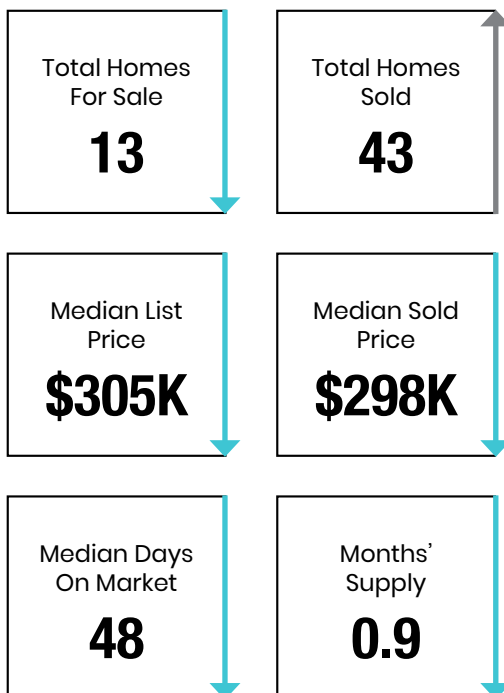 Total Homes
For Sale
13
Total Homes
Sold
43
Median List
Price
$305K
Median Sold
Price
$298K
Median Days
On Market
48
Months’
Supply
0.9